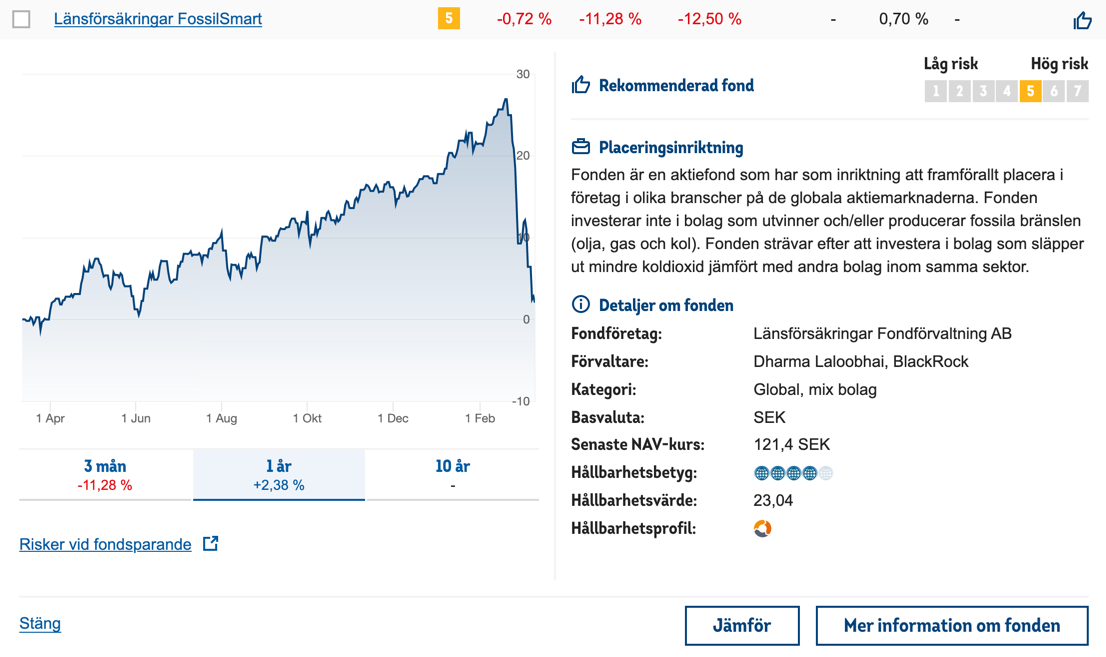 Länsförsäkringar FossilSmart 5 -0,72 % -11,28 % -12,50 % - 0,70 % -
30
20
10
0
-10
1 Apr 1 Jun 1 Aug 1 Okt 1 Dec 1 Feb
3 mån 1 år 10 år
-11,28 % +2,38 % -
Risker vid fondsparande
Låg risk Hög risk
Rekommenderad fond
1 2 3 4 5 6 7
Placeringsinriktning
Fonden är en aktiefond som har som inriktning att framförallt placera i
företag i olika branscher på de globala aktiemarknaderna. Fonden
investerar inte i bolag som utvinner och/eller producerar fossila bränslen
(olja, gas och kol). Fonden strävar efter att investera i bolag som släpper
ut mindre koldioxid jämfört med andra bolag inom samma sektor.
Detaljer om fonden
Fondföretag: Länsförsäkringar Fondförvaltning AB
Förvaltare: Dharma Laloobhai, BlackRock
Kategori: Global, mix bolag
Basvaluta: SEK
Senaste NAV-kurs: 121,4 SEK
Hållbarhetsbetyg:
Hållbarhetsvärde: 23,04
Hållbarhetsprofil:
Stäng Jämför Mer information om fonden